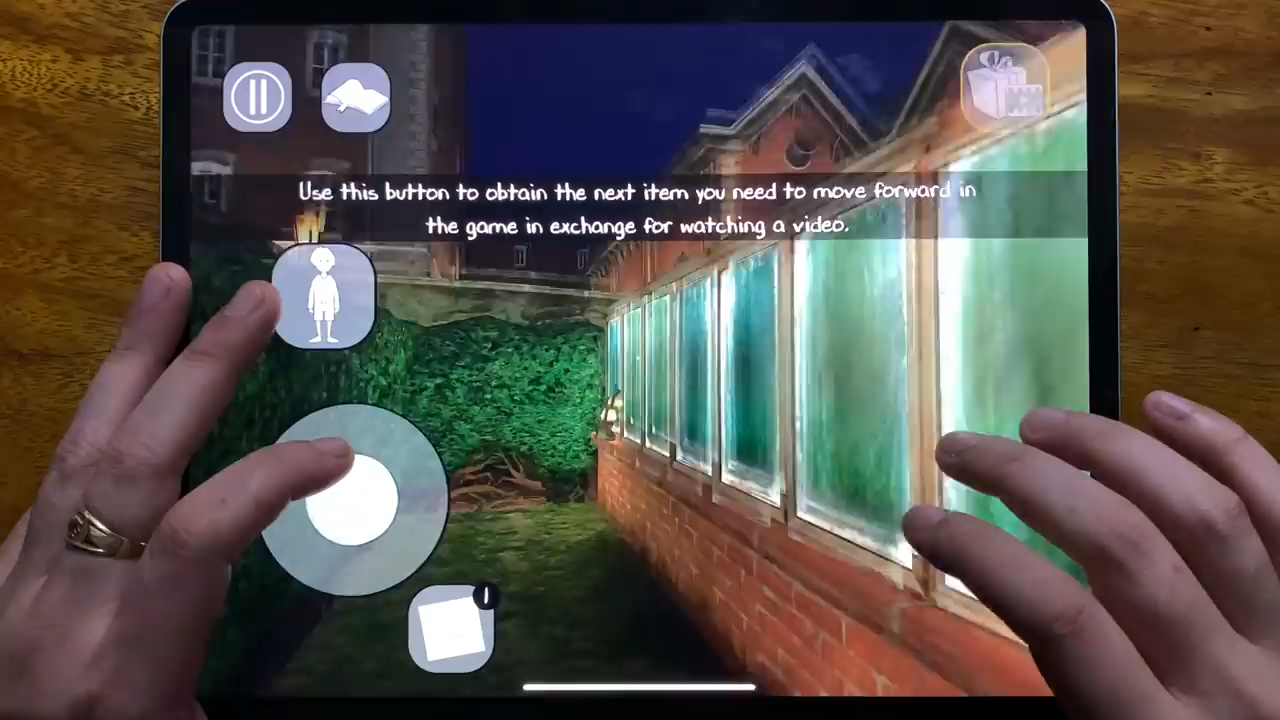 Use this button to obtain the next item you need to move forward in
the game in exchange for watching a video.
1